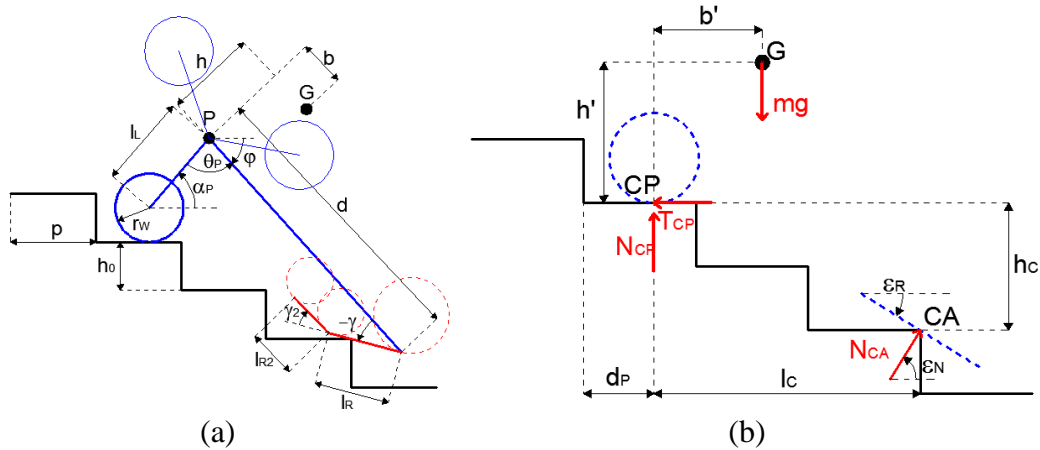 h
b
G
P
lL
θP
φ
αP
d
rW
p
h0
γ2
-γ
lR2
lR
(a)
b'
G
h'
mg
CP
TCP
NCP
hC
εR
CA
NCA
εN
dP
lC
(b)